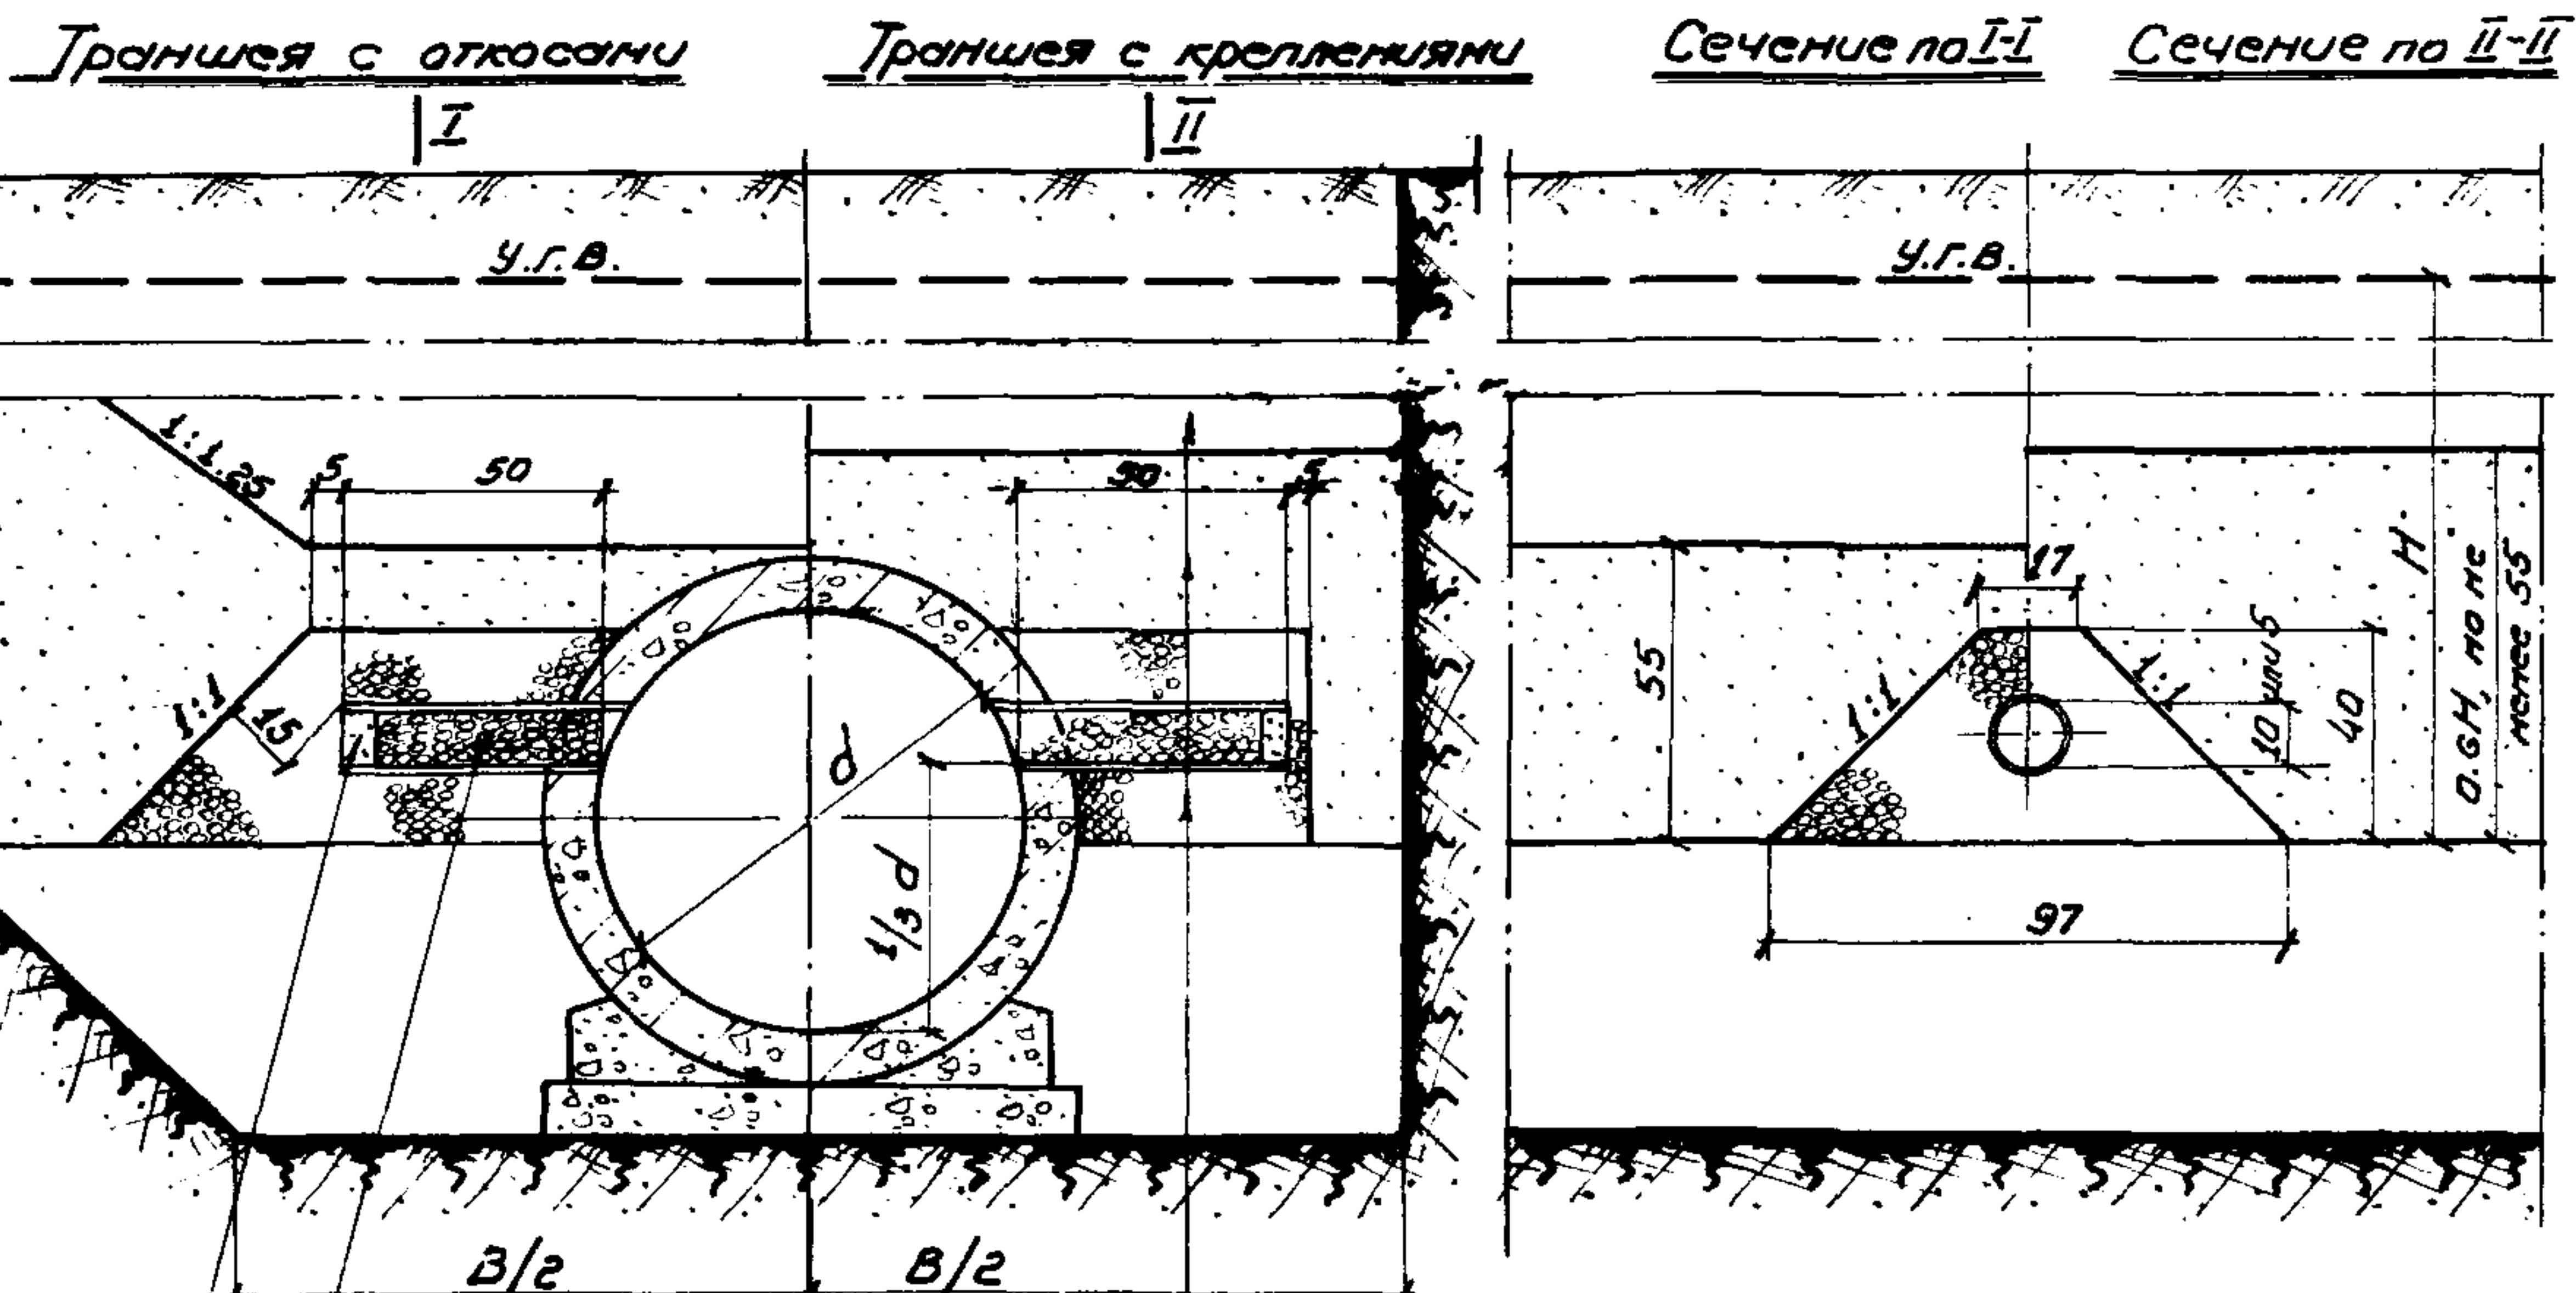 Траншея с откосами
Траншея с креплениями
Сечение по I-I
Сечение по II-II
I
II
у.г.в.
у.г.в.
1:1.25
5
50
50
5
1:1
15
d
1/3 d
B/2
B/2
55
17
1:1
1:1
10 или 5
40
H
0.6H, но не
менее 55
97